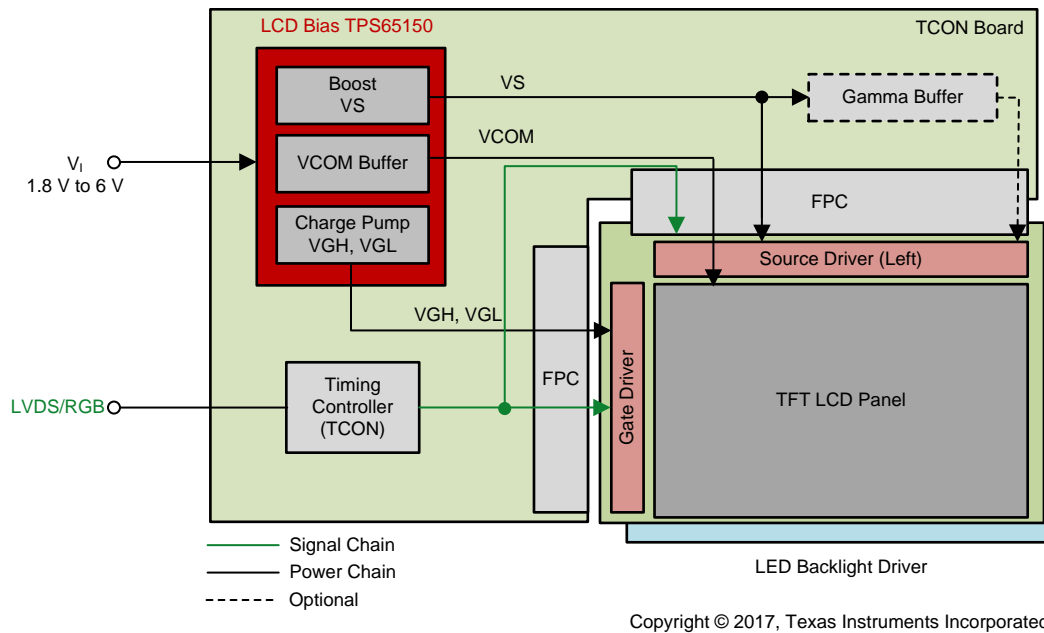 LCD Bias TPS65150
TCON Board
Boost
VS
VS
Gamma Buffer
VCOM
VCOM Buffer
VI
1.8 V to 6 V
Charge Pump
VGH, VGL
FPC
Source Driver (Left)
VGH, VGL
FPC
Gate Driver
TFT LCD Panel
LVDS/RGB
Timing
Controller
(TCON)
Signal Chain
Power Chain
Optional
LED Backlight Driver
Copyright © 2017, Texas Instruments Incorporated